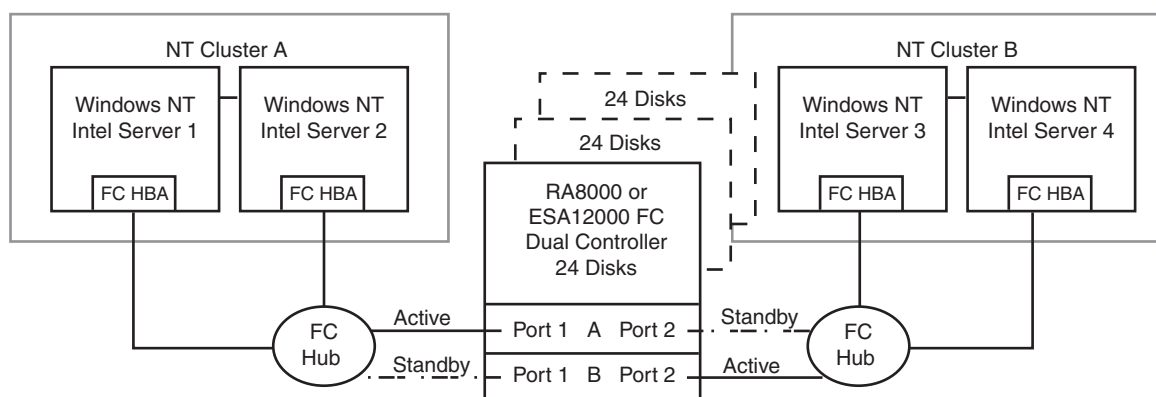 NT Cluster A
Windows NT
Intel Server 1
FC HBA
Windows NT
Intel Server 2
FC HBA
24 Disks
24 Disks
RA8000 or
ESA12000 FC
Dual Controller
24 Disks
NT Cluster B
Windows NT
Intel Server 3
FC HBA
Windows NT
Intel Server 4
FC HBA
FC
Hub
Active
Port 1 A Port 2
Standby
Standby
Port 1 B Port 2
Active
FC
Hub